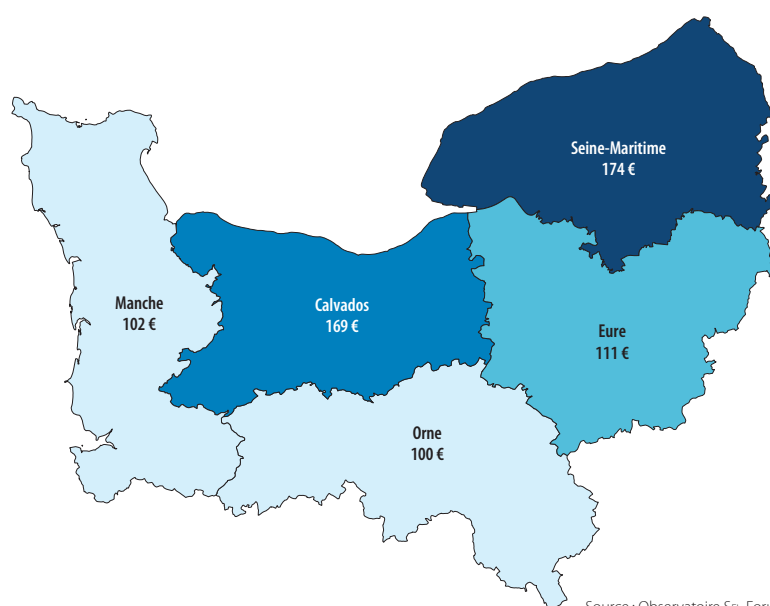 Seine-Maritime
174 €
Manche
102 €
Calvados
169 €
Eure
111 €
Orne
100 €
Source : Observatoire